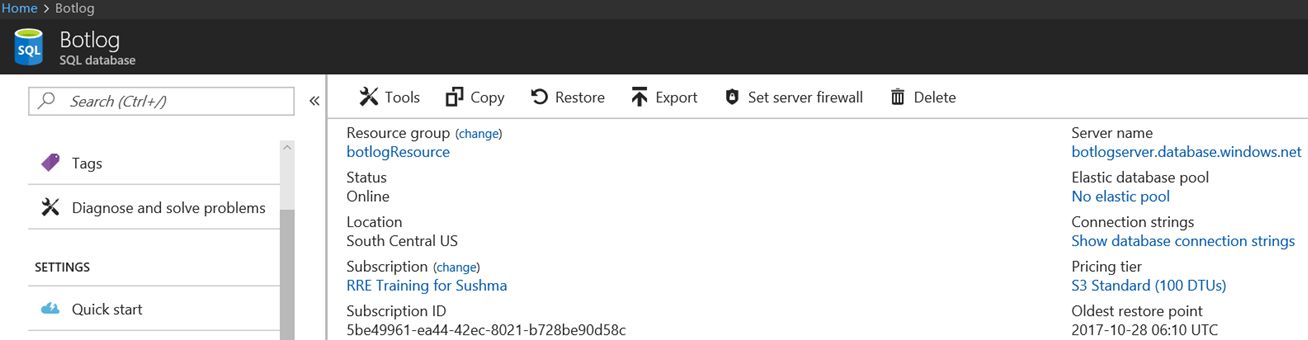 Home > Botlog
SQL
Botlog
SQL database
Search (Ctrl+/)
«
Tools Copy Restore Export Set server firewall Delete
Tags
Diagnose and solve problems
SETTINGS
Quick start
Resource group (change)
botlogResource
Status
Online
Location
South Central US
Subscription (change)
RRE Training for Sushma
Subscription ID
5be49961-ea44-42ec-8021-b728be90d58c
Server name
botlogserver.database.windows.net
Elastic database pool
No elastic pool
Connection strings
Show database connection strings
Pricing tier
S3 Standard (100 DTUs)
Oldest restore point
2017-10-28 06:10 UTC